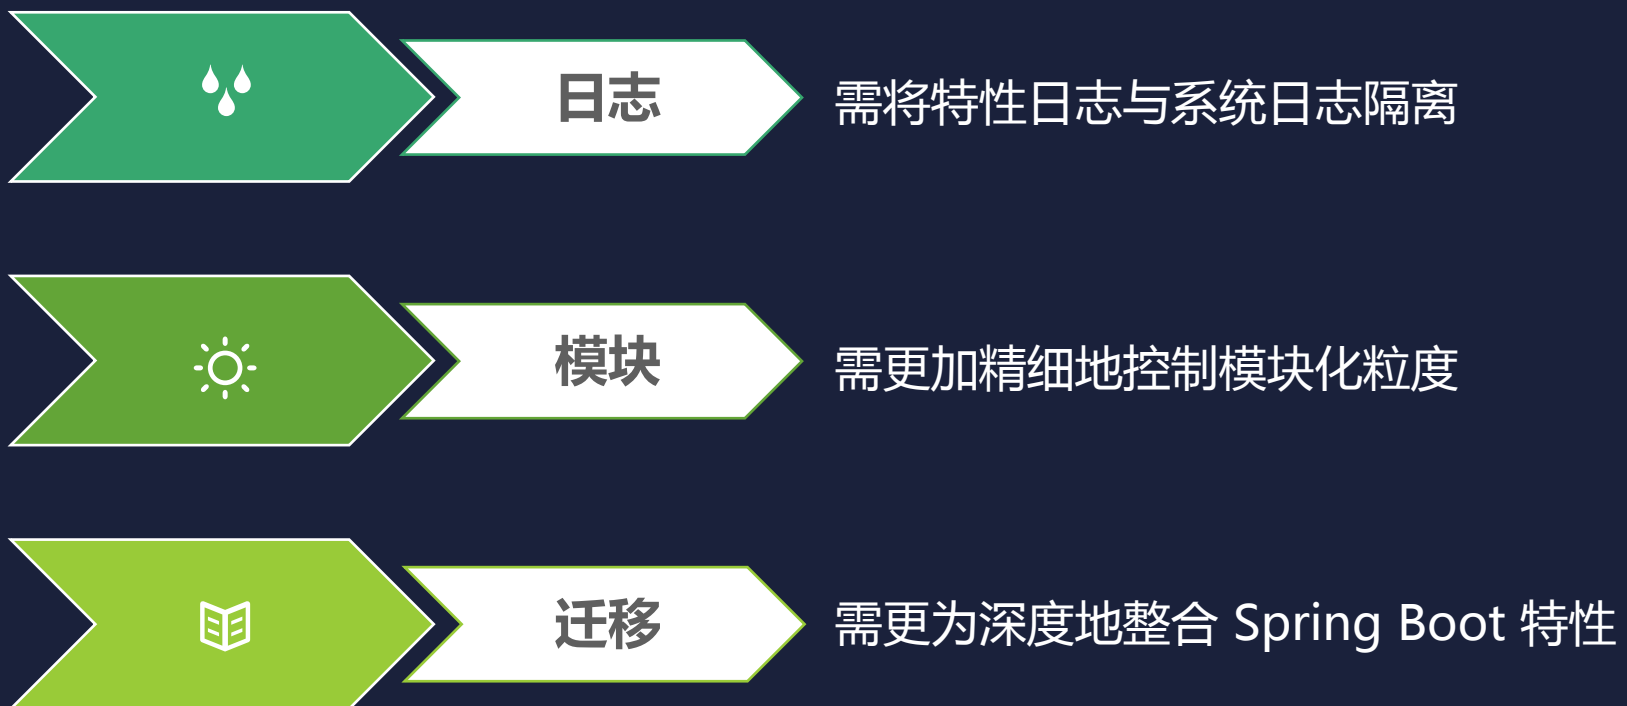 日志
需将特性日志与系统日志隔离
模块
需更加精细地控制模块化粒度
迁移
需更为深度地整合 Spring Boot 特性